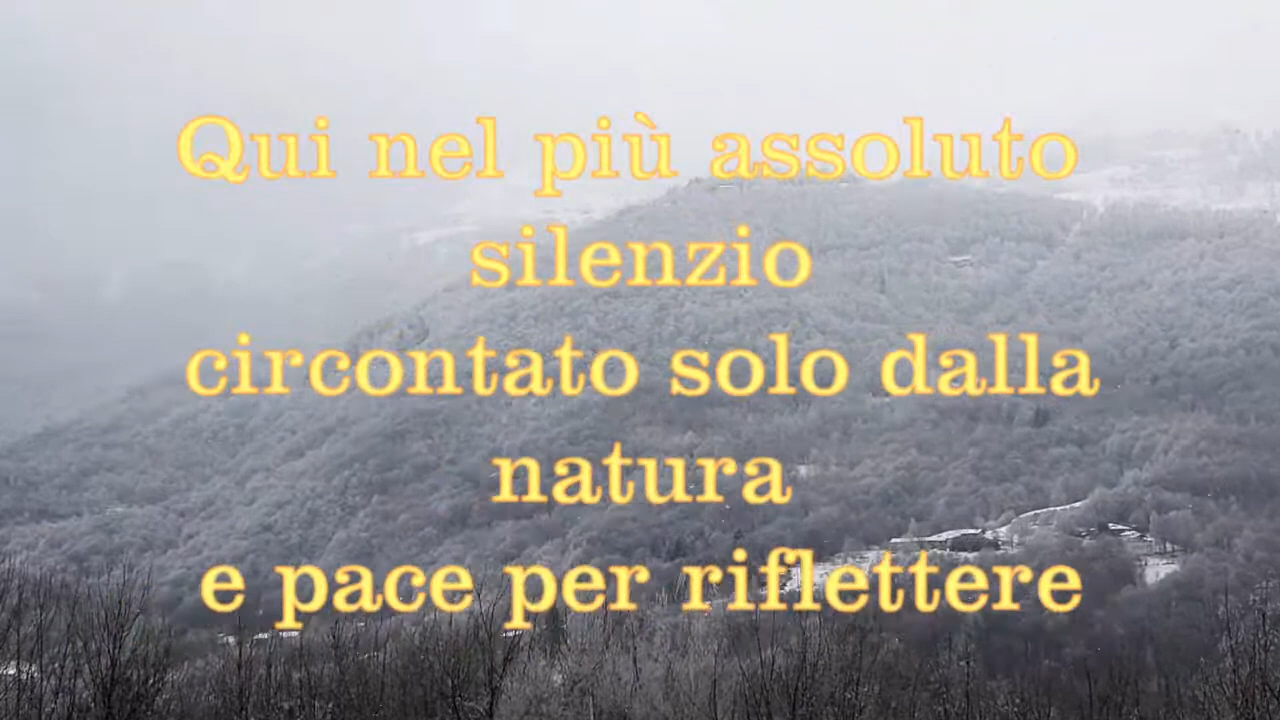 Qui nel più assoluto
silenzio
circontato solo dalla
natura
e pace per riflettere